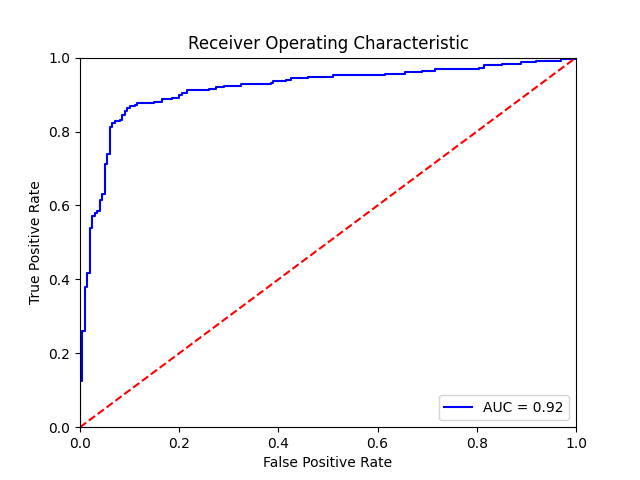 Receiver Operating Characteristic
True Positive Rate
1.0
0.8
0.6
0.4
0.2
0.0
AUC = 0.92
0.0 0.2 0.4 0.6 0.8 1.0
False Positive Rate